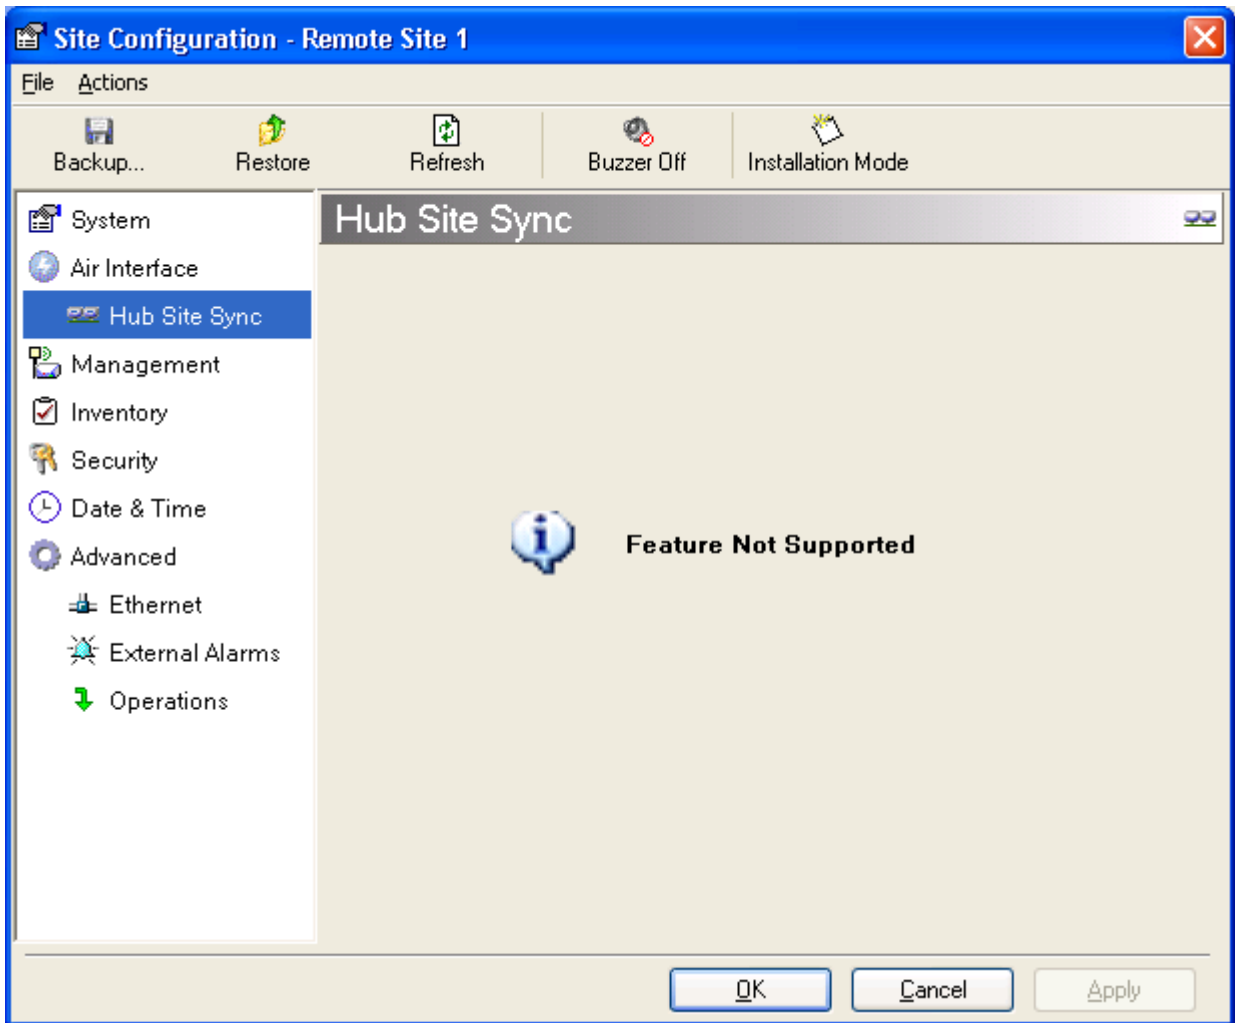 Site Configuration - Remote Site 1
File Actions
Backup... Restore Refresh Buzzer Off Installation Mode
System
Air Interface
Hub Site Sync
Management
Inventory
Security
Date & Time
Advanced
Ethernet
External Alarms
Operations
Hub Site Sync
Feature Not Supported
OK Cancel Apply